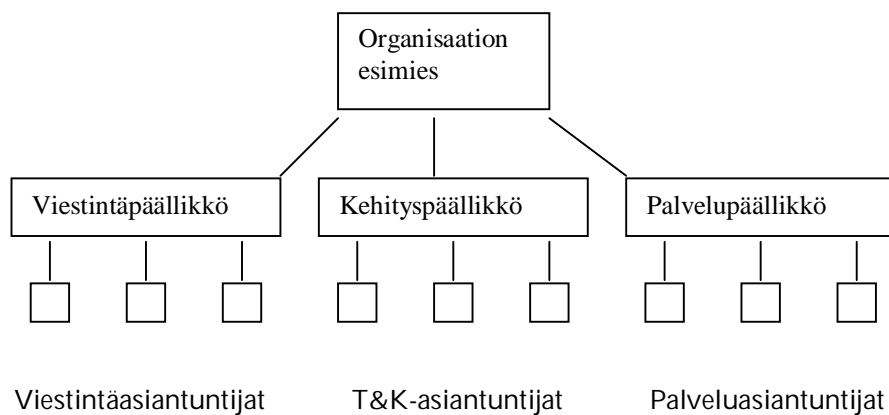 Organisaation
esimies
Viestintäpäällikkö
Kehityspäällikkö
Palvelupäällikkö
Viestintäasiantuntijat
T&K-asiantuntijat
Palveluasiantuntijat